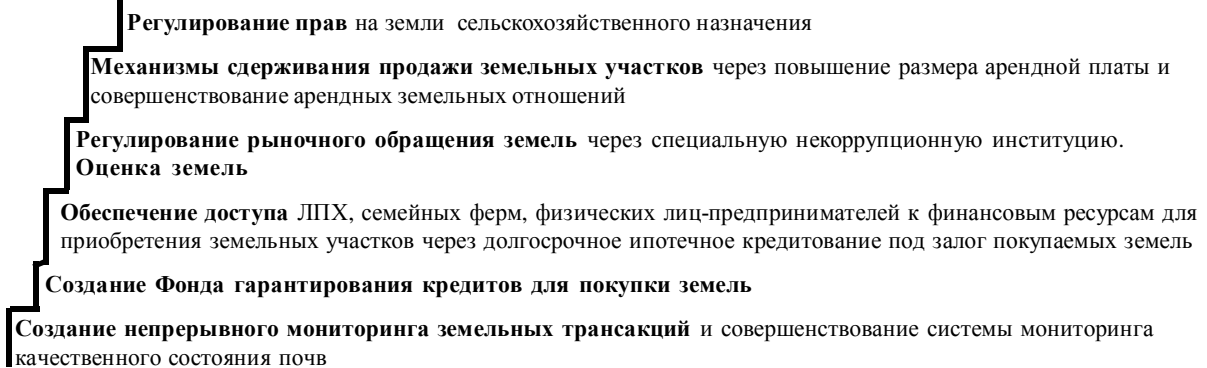 Регулирование прав на земли сельскохозяйственного назначения
Механизмы сдерживания продажи земельных участков через повышение размера арендной платы и
совершенствование арендных земельных отношений
Регулирование рыночного обращения земель через специальную некоррупционную институцию.
Оценка земель
Обеспечение доступа ЛПХ, семейных ферм, физических лиц-предпринимателей к финансовым ресурсам для
приобретения земельных участков через долгосрочное ипотечное кредитование под залог покупаемых земель
Создание Фонда гарантирования кредитов для покупки земель
Создание непрерывного мониторинга земельных трансакций и совершенствование системы мониторинга
качественного состояния почв